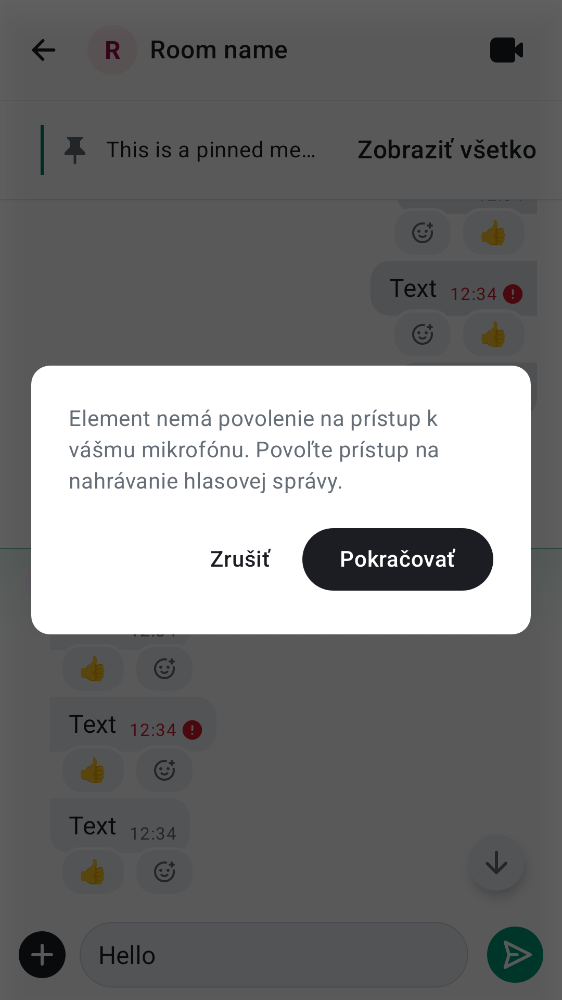 R Room name
This is a pinned me… Zobraziť všetko
Text 12:34
Element nemá povolenie na prístup k
vášmu mikrofónu. Povoľte prístup na
nahrávanie hlasovej správy.
Zrušiť Pokračovať
Text 12:34
Text 12:34
Hello